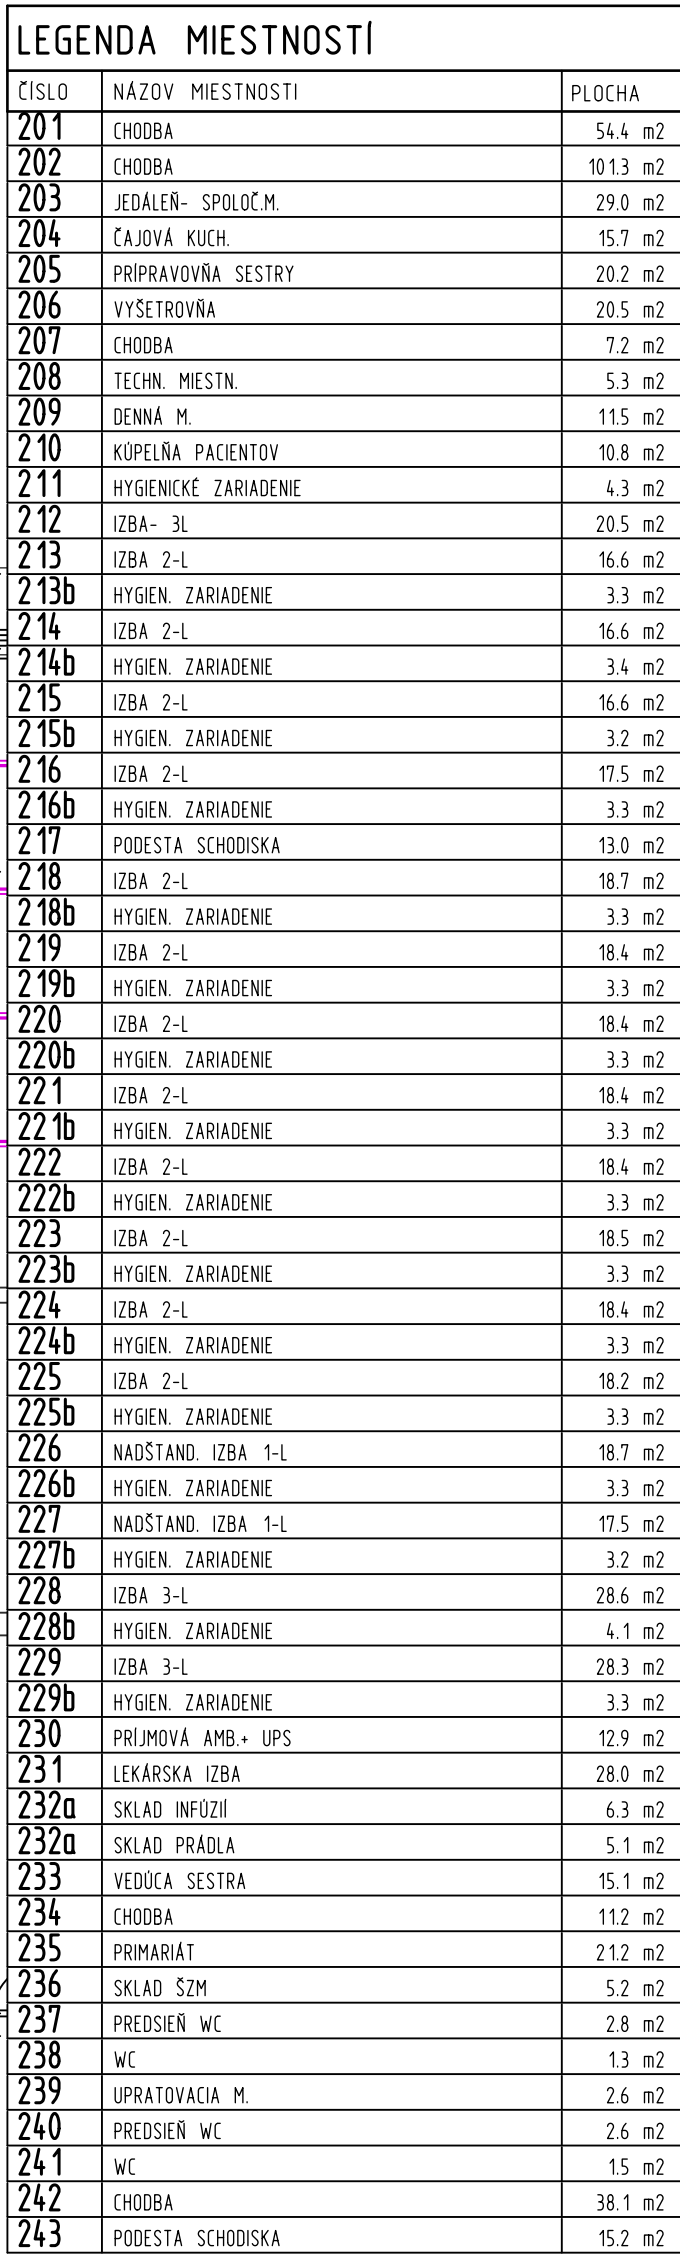 LEGENDA MIESTNOSTÍ
ČÍSLO NÁZOV MIESTNOSTI PLOCHA
201 CHODBA 54.4 m2
202 CHODBA 101.3 m2
203 JEDÁLEŇ- SPOLOČ.M. 29.0 m2
204 ČAJOVÁ KUCH. 15.7 m2
205 PRÍPRAVOVŇA SESTRY 20.2 m2
206 VYŠETROVŇA 20.5 m2
207 CHODBA 7.2 m2
208 TECHN. MIESTN. 5.3 m2
209 DENNÁ M. 11.5 m2
210 KÚPELŇA PACIENTOV 10.8 m2
211 HYGIENICKÉ ZARIADENIE 4.3 m2
212 IZBA- 3L 20.5 m2
213 IZBA 2-L 16.6 m2
213b HYGIEN. ZARIADENIE 3.3 m2
214 IZBA 2-L 16.6 m2
214b HYGIEN. ZARIADENIE 3.4 m2
215 IZBA 2-L 16.6 m2
215b HYGIEN. ZARIADENIE 3.2 m2
216 IZBA 2-L 17.5 m2
216b HYGIEN. ZARIADENIE 3.3 m2
217 PODESTA SCHODISKA 13.0 m2
218 IZBA 2-L 18.7 m2
218b HYGIEN. ZARIADENIE 3.3 m2
219 IZBA 2-L 18.4 m2
219b HYGIEN. ZARIADENIE 3.3 m2
220 IZBA 2-L 18.4 m2
220b HYGIEN. ZARIADENIE 3.3 m2
221 IZBA 2-L 18.4 m2
221b HYGIEN. ZARIADENIE 3.3 m2
222 IZBA 2-L 18.4 m2
222b HYGIEN. ZARIADENIE 3.3 m2
223 IZBA 2-L 18.5 m2
223b HYGIEN. ZARIADENIE 3.3 m2
224 IZBA 2-L 18.4 m2
224b HYGIEN. ZARIADENIE 3.3 m2
225 IZBA 2-L 18.2 m2
225b HYGIEN. ZARIADENIE 3.3 m2
226 NADŠTAND. IZBA 1-L 18.7 m2
226b HYGIEN. ZARIADENIE 3.3 m2
227 NADŠTAND. IZBA 1-L 17.5 m2
227b HYGIEN. ZARIADENIE 3.2 m2
228 IZBA 3-L 28.6 m2
228b HYGIEN. ZARIADENIE 4.1 m2
229 IZBA 3-L 28.3 m2
229b HYGIEN. ZARIADENIE 3.3 m2
230 PRÍJMOVÁ AMB.+ UPS 12.9 m2
231 LEKÁRSKA IZBA 28.0 m2
232a SKLAD INFÚZIÍ 6.3 m2
232a SKLAD PRÁDLA 5.1 m2
233 VEDÚCA SESTRA 15.1 m2
234 CHODBA 11.2 m2
235 PRIMARIÁT 21.2 m2
236 SKLAD ŠZM 5.2 m2
237 PREDSIEŇ WC 2.8 m2
238 WC 1.3 m2
239 UPRATOVACIA M. 2.6 m2
240 PREDSIEŇ WC 2.6 m2
241 WC 1.5 m2
242 CHODBA 38.1 m2
243 PODESTA SCHODISKA 15.2 m2